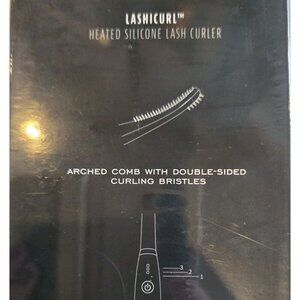 LASHICURL™
HEATED SILICONE LASH CURLER
ARCHED COMB WITH DOUBLE-SIDED
CURLING BRISTLES
3
2
1